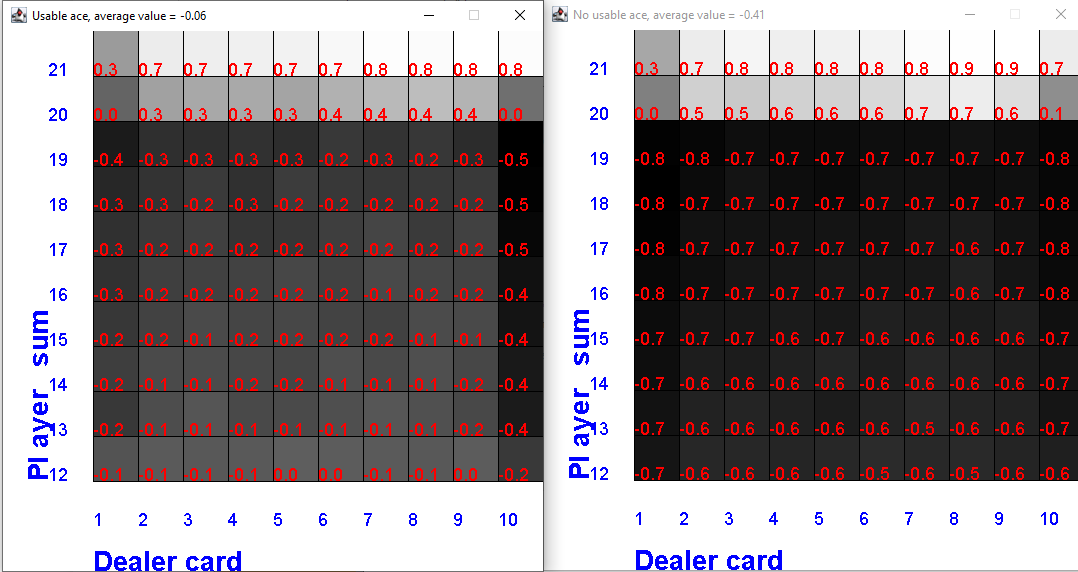 Usable ace, average value = -0.06
21 0.3 0.7 0.7 0.7 0.7 0.7 0.8 0.8 0.8 0.8
20 0.0 0.3 0.3 0.3 0.3 0.4 0.4 0.4 0.4 0.0
19 -0.4 -0.3 -0.3 -0.3 -0.3 -0.2 -0.3 -0.2 -0.3 -0.5
18 -0.3 -0.3 -0.2 -0.3 -0.2 -0.2 -0.2 -0.2 -0.2 -0.5
17 -0.3 -0.2 -0.2 -0.2 -0.2 -0.2 -0.2 -0.2 -0.2 -0.5
16 -0.3 -0.2 -0.2 -0.2 -0.2 -0.2 -0.1 -0.2 -0.2 -0.4
15 -0.2 -0.2 -0.1 -0.2 -0.2 -0.2 -0.2 -0.1 -0.1 -0.4
14 -0.2 -0.1 -0.1 -0.2 -0.2 -0.1 -0.1 -0.1 -0.1 -0.4
13 -0.2 -0.1 -0.1 -0.1 -0.1 -0.1 -0.1 -0.1 -0.1 -0.4
12 -0.1 -0.1 -0.1 -0.1 0.0 0.0 -0.1 -0.1 0.0 -0.2
Pl ayer sum
1 2 3 4 5 6 7 8 9 10
Dealer card
No usable ace, average value = -0.41
21 0.3 0.7 0.8 0.8 0.8 0.8 0.8 0.9 0.9 0.7
20 0.0 0.5 0.5 0.6 0.6 0.7 0.7 0.7 0.6 0.1
19 -0.8 -0.8 -0.7 -0.7 -0.7 -0.7 -0.7 -0.7 -0.7 -0.8
18 -0.8 -0.7 -0.7 -0.7 -0.7 -0.7 -0.7 -0.7 -0.7 -0.8
17 -0.8 -0.7 -0.7 -0.7 -0.7 -0.7 -0.7 -0.6 -0.7 -0.8
16 -0.8 -0.7 -0.7 -0.7 -0.7 -0.6 -0.7 -0.6 -0.7 -0.8
15 -0.7 -0.7 -0.7 -0.6 -0.6 -0.6 -0.6 -0.6 -0.6 -0.7
14 -0.7 -0.6 -0.6 -0.6 -0.6 -0.6 -0.6 -0.6 -0.6 -0.7
13 -0.7 -0.6 -0.6 -0.6 -0.6 -0.6 -0.5 -0.6 -0.6 -0.7
12 -0.7 -0.6 -0.6 -0.6 -0.6 -0.5 -0.6 -0.5 -0.6 -0.6
Pl ayer sum
1 2 3 4 5 6 7 8 9 10
Dealer card